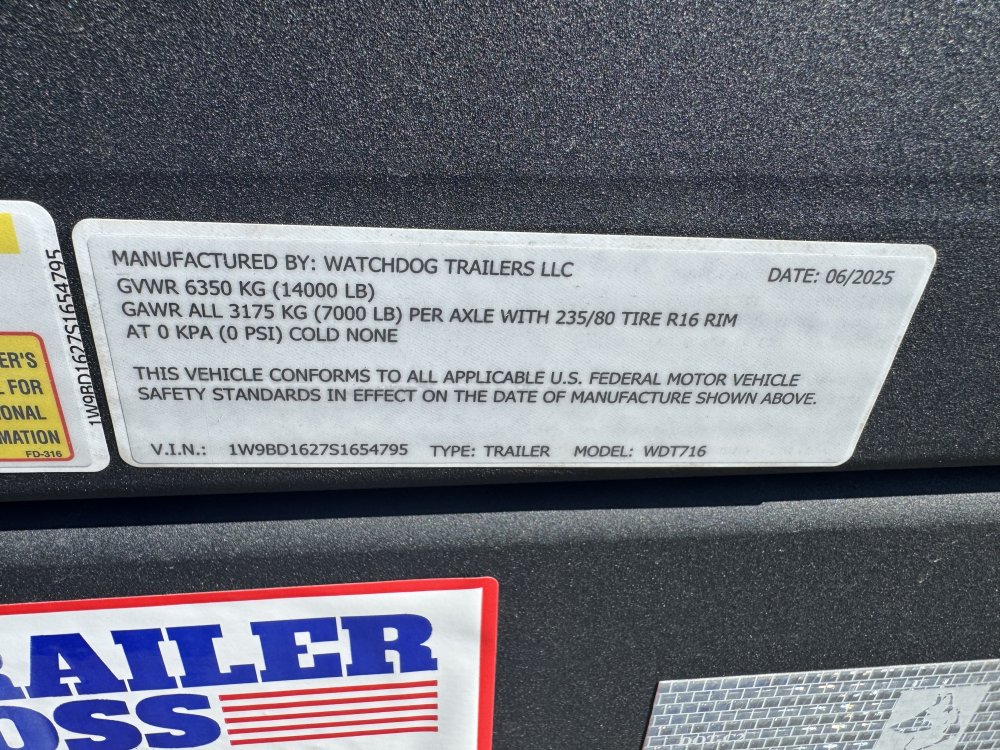 MANUFACTURED BY: WATCHDOG TRAILERS LLC
DATE: 06/2025
GVWR 6350 KG (14000 LB)
GAWR ALL 3175 KG (7000 LB) PER AXLE WITH 235/80 TIRE R16 RIM
AT 0 KPA (0 PSI) COLD NONE
THIS VEHICLE CONFORMS TO ALL APPLICABLE U.S. FEDERAL MOTOR VEHICLE
SAFETY STANDARDS IN EFFECT ON THE DATE OF MANUFACTURE SHOWN ABOVE.
V.I.N.: 1W9BD1627S1654795 TYPE: TRAILER MODEL: WDT716
1W9BD1627S1654795
ER'S
L FOR
IONAL
MATION
FD-316
RAILER
OSS
DOT-C2